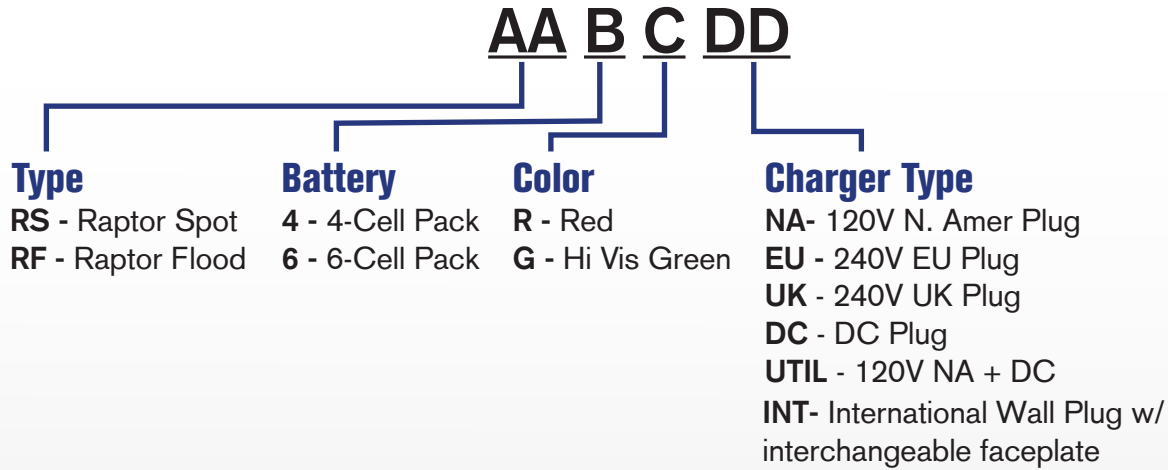 AA B C DD
Type
RS - Raptor Spot
RF - Raptor Flood
Battery
4 - 4-Cell Pack
6 - 6-Cell Pack
Color
R - Red
G - Hi Vis Green
Charger Type
NA- 120V N. Amer Plug
EU - 240V EU Plug
UK - 240V UK Plug
DC - DC Plug
UTIL - 120V NA + DC
INT- International Wall Plug w/
interchangeable faceplate